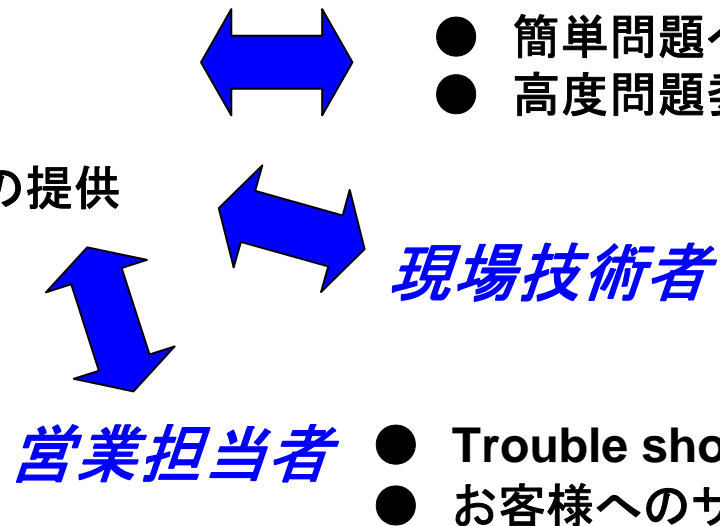 ● 簡単問題へ
● 高度問題
の提供
現場技術者
営業担当者
● Trouble sho
● お客様へのサ